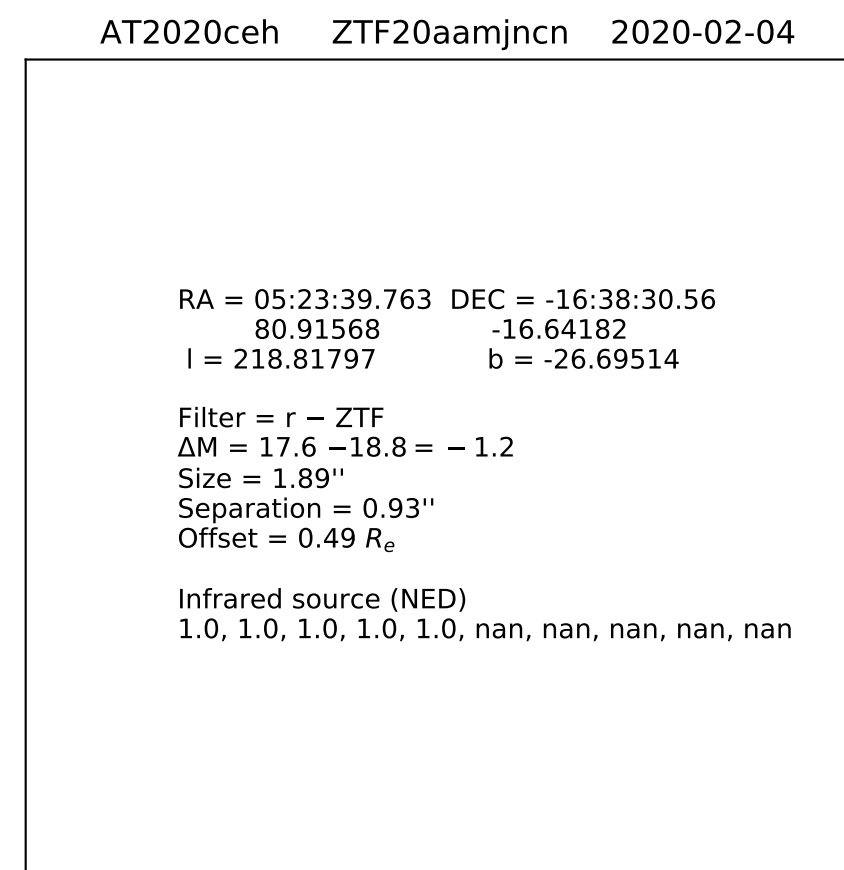 AT2020ceh ZTF20aamjncn 2020-02-04
RA = 05:23:39.763 DEC = -16:38:30.56
80.91568 -16.64182
l = 218.81797 b = -26.69514
Filter = r − ZTF
ΔM = 17.6 −18.8 = − 1.2
Size = 1.89''
Separation = 0.93''
Offset = 0.49 Re
Infrared source (NED)
1.0, 1.0, 1.0, 1.0, 1.0, nan, nan, nan, nan, nan